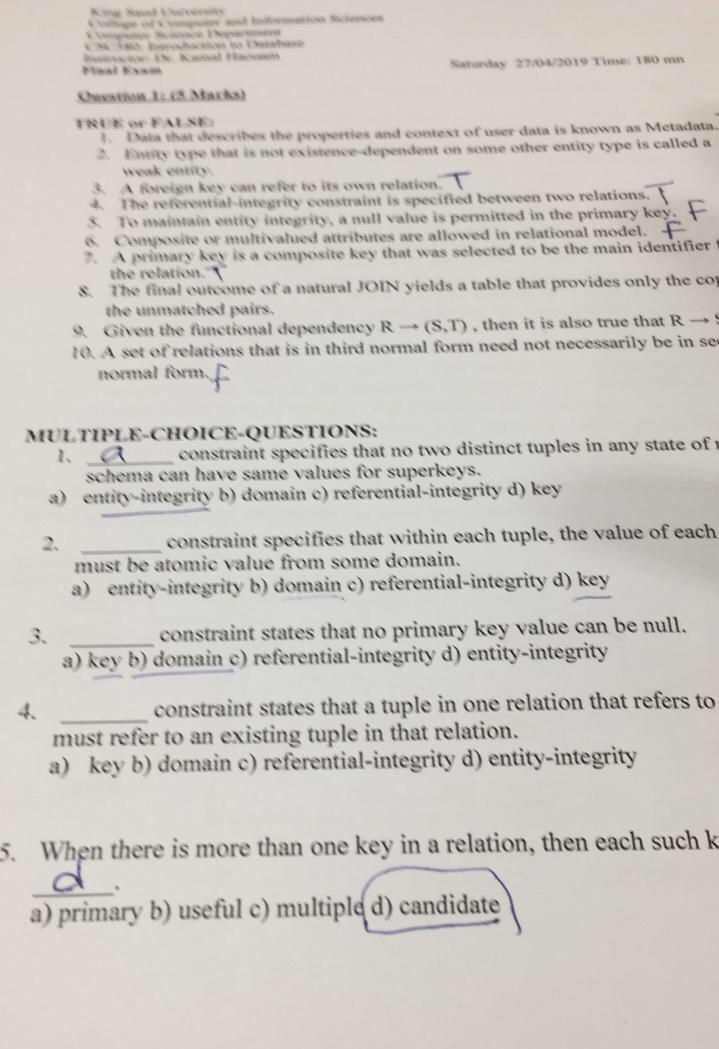 King Saud University
College of Computer and Information Sciences
Computer Science Department
CSC 380: Introduction to Database
Instructor: Dr. Kamal
Final Exam
Saturday 27/04/2019 Time: 180 mn
Question 1: (8 Marks)
TRUE or FALSE:
1. Data that describes the properties and context of user data is known as Metadata.
2. Entity type that is not existence-dependent on some other entity type is called a
weak entity.
3. A foreign key can refer to its own relation. T
4. The referential-integrity constraint is specified between two relations. T
5. To maintain entity integrity, a null value is permitted in the primary key. F
6. Composite or multivalued attributes are allowed in relational model. F
7. A primary key is a composite key that was selected to be the main identifier
the relation. T
8. The final outcome of a natural JOIN yields a table that provides only the cop
the unmatched pairs.
9. Given the functional dependency R → (S,T) , then it is also true that R →
10. A set of relations that is in third normal form need not necessarily be in se
normal form. F
MULTIPLE-CHOICE-QUESTIONS:
1. a constraint specifies that no two distinct tuples in any state of
schema can have same values for superkeys.
a) entity-integrity b) domain c) referential-integrity d) key
2. ________ constraint specifies that within each tuple, the value of each
must be atomic value from some domain.
a) entity-integrity b) domain c) referential-integrity d) key
3. ________ constraint states that no primary key value can be null.
a) key b) domain c) referential-integrity d) entity-integrity
4. ________ constraint states that a tuple in one relation that refers to
must refer to an existing tuple in that relation.
a) key b) domain c) referential-integrity d) entity-integrity
5. When there is more than one key in a relation, then each such k
d.
a) primary b) useful c) multiple d) candidate